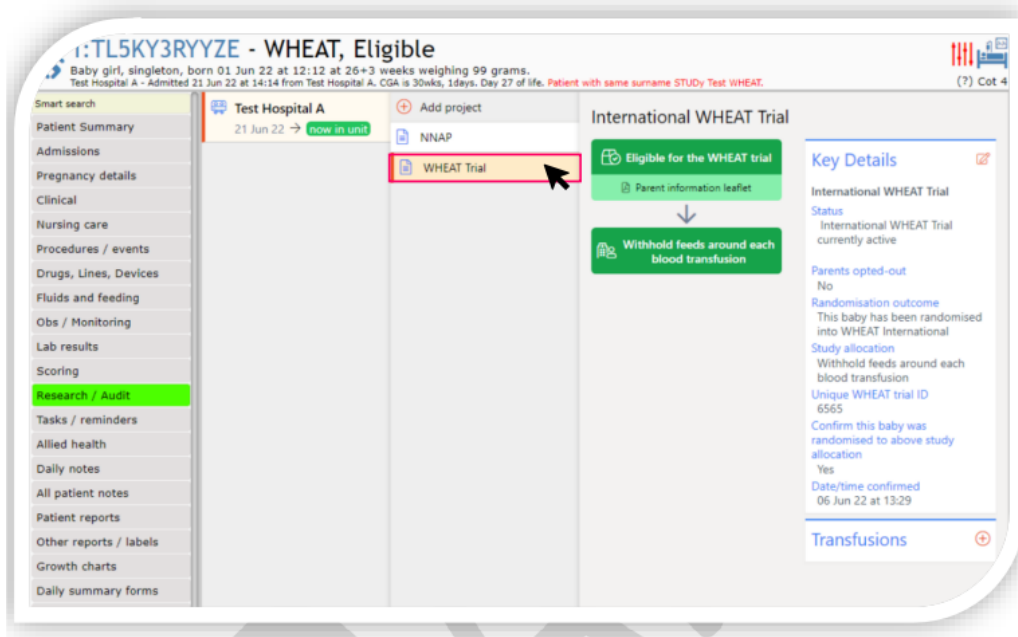 1:TL5KY3RYYZE - WHEAT, Eligible
Baby girl, singleton, born 01 Jun 22 at 12:12 at 26+3 weeks weighing 99 grams.
Test Hospital A - Admitted 21 Jun 22 at 14:14 from Test Hospital A. CGA is 30wks, 1days. Day 27 of life. Patient with same surname STUDy Test WHEAT.
(?) Cot 4
Smart search
Patient Summary
Admissions
Pregnancy details
Clinical
Nursing care
Procedures / events
Drugs, Lines, Devices
Fluids and feeding
Obs / Monitoring
Lab results
Scoring
Research / Audit
Tasks / reminders
Allied health
Daily notes
All patient notes
Patient reports
Other reports / labels
Growth charts
Daily summary forms
Test Hospital A
21 Jun 22 → now in unit
Add project
NNAP
WHEAT Trial
International WHEAT Trial
Eligible for the WHEAT trial
Parent information leaflet
Withhold feeds around each
blood transfusion
Key Details
International WHEAT Trial
Status
International WHEAT Trial
currently active
Parents opted-out
No
Randomisation outcome
This baby has been randomised
into WHEAT International
Study allocation
Withhold feeds around each
blood transfusion
Unique WHEAT trial ID
6565
Confirm this baby was
randomised to above study
allocation
Yes
Date/time confirmed
06 Jun 22 at 13:29
Transfusions